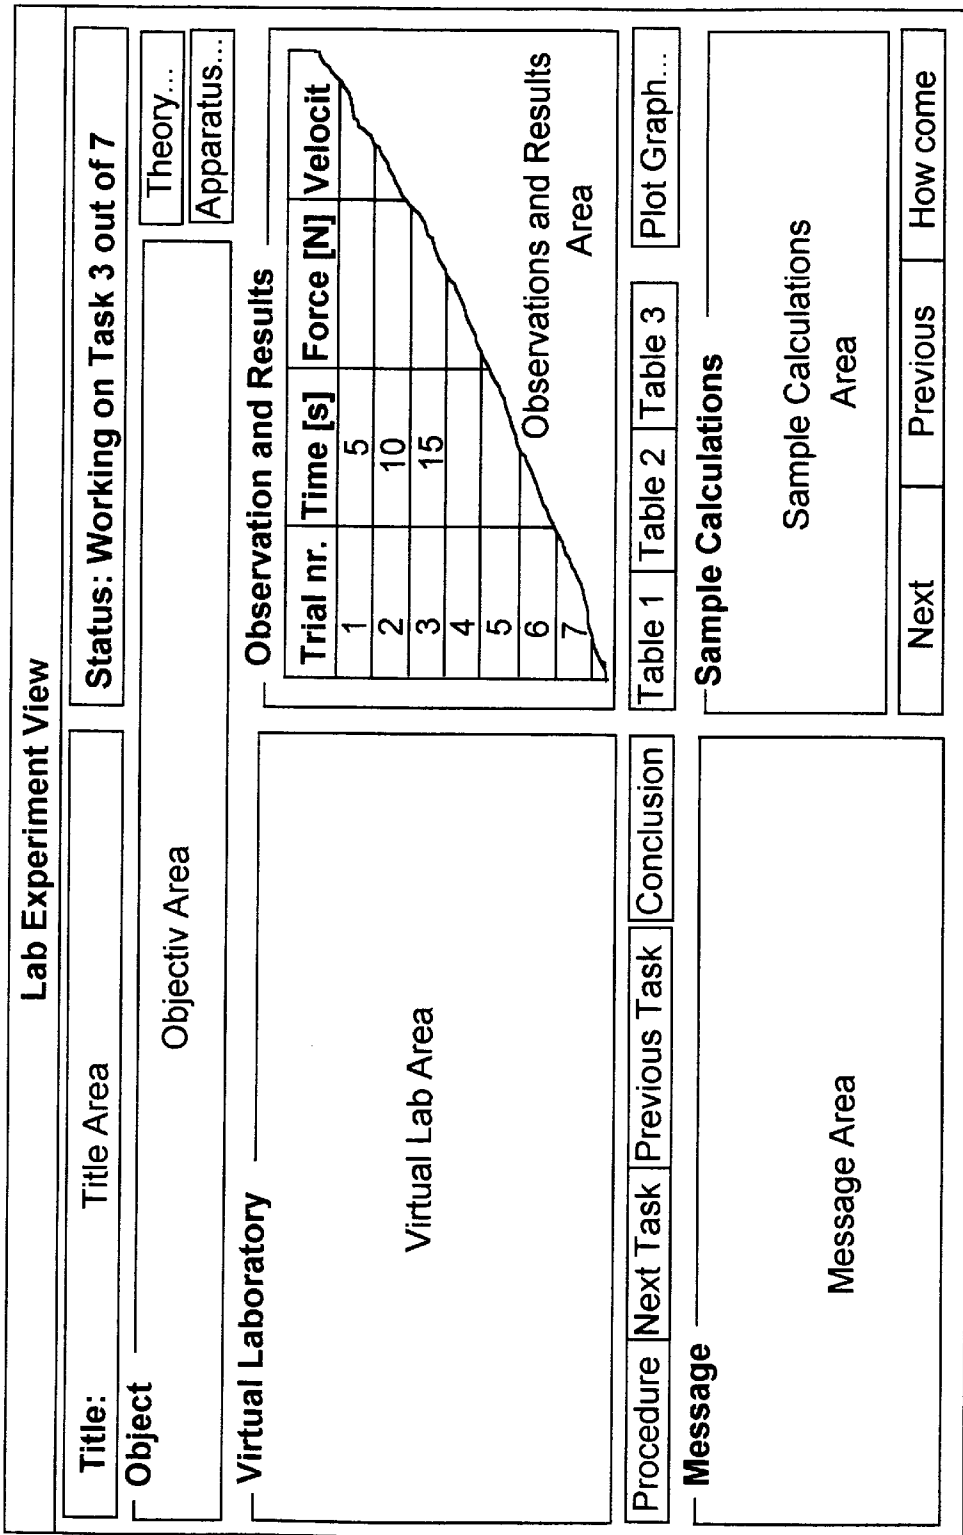 Lab Experiment View
Title: Title Area
Status: Working on Task 3 out of 7
Object
Objectiv Area
Theory...
Apparatus...
Virtual Laboratory
Virtual Lab Area
Observation and Results
Trial nr. Time [s] Force [N] Velocit
1 5
2 10
3 15
4
5
6
7
Observations and Results
Area
Procedure Next Task Previous Task Conclusion
Table 1 Table 2 Table 3 Plot Graph...
Message
Message Area
Sample Calculations
Sample Calculations
Area
Next Previous How come